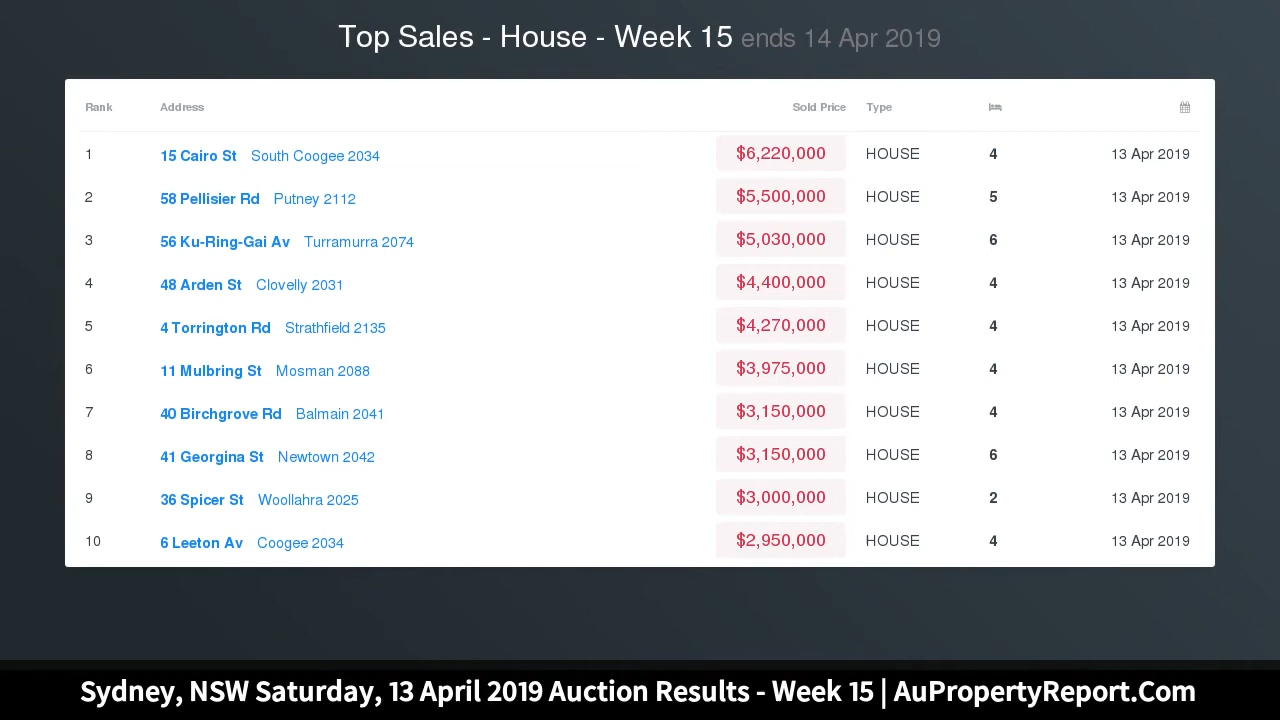 Top Sales - House - Week 15 ends 14 Apr 2019
Rank Address Sold Price Type
1 15 Cairo St South Coogee 2034 $6,220,000 HOUSE 4 13 Apr 2019
2 58 Pellisier Rd Putney 2112 $5,500,000 HOUSE 5 13 Apr 2019
3 56 Ku-Ring-Gai Av Turramurra 2074 $5,030,000 HOUSE 6 13 Apr 2019
4 48 Arden St Clovelly 2031 $4,400,000 HOUSE 4 13 Apr 2019
5 4 Torrington Rd Strathfield 2135 $4,270,000 HOUSE 4 13 Apr 2019
6 11 Mulbring St Mosman 2088 $3,975,000 HOUSE 4 13 Apr 2019
7 40 Birchgrove Rd Balmain 2041 $3,150,000 HOUSE 4 13 Apr 2019
8 41 Georgina St Newtown 2042 $3,150,000 HOUSE 6 13 Apr 2019
9 36 Spicer St Woollahra 2025 $3,000,000 HOUSE 2 13 Apr 2019
10 6 Leeton Av Coogee 2034 $2,950,000 HOUSE 4 13 Apr 2019
Sydney, NSW Saturday, 13 April 2019 Auction Results - Week 15 | AuPropertyReport.Com